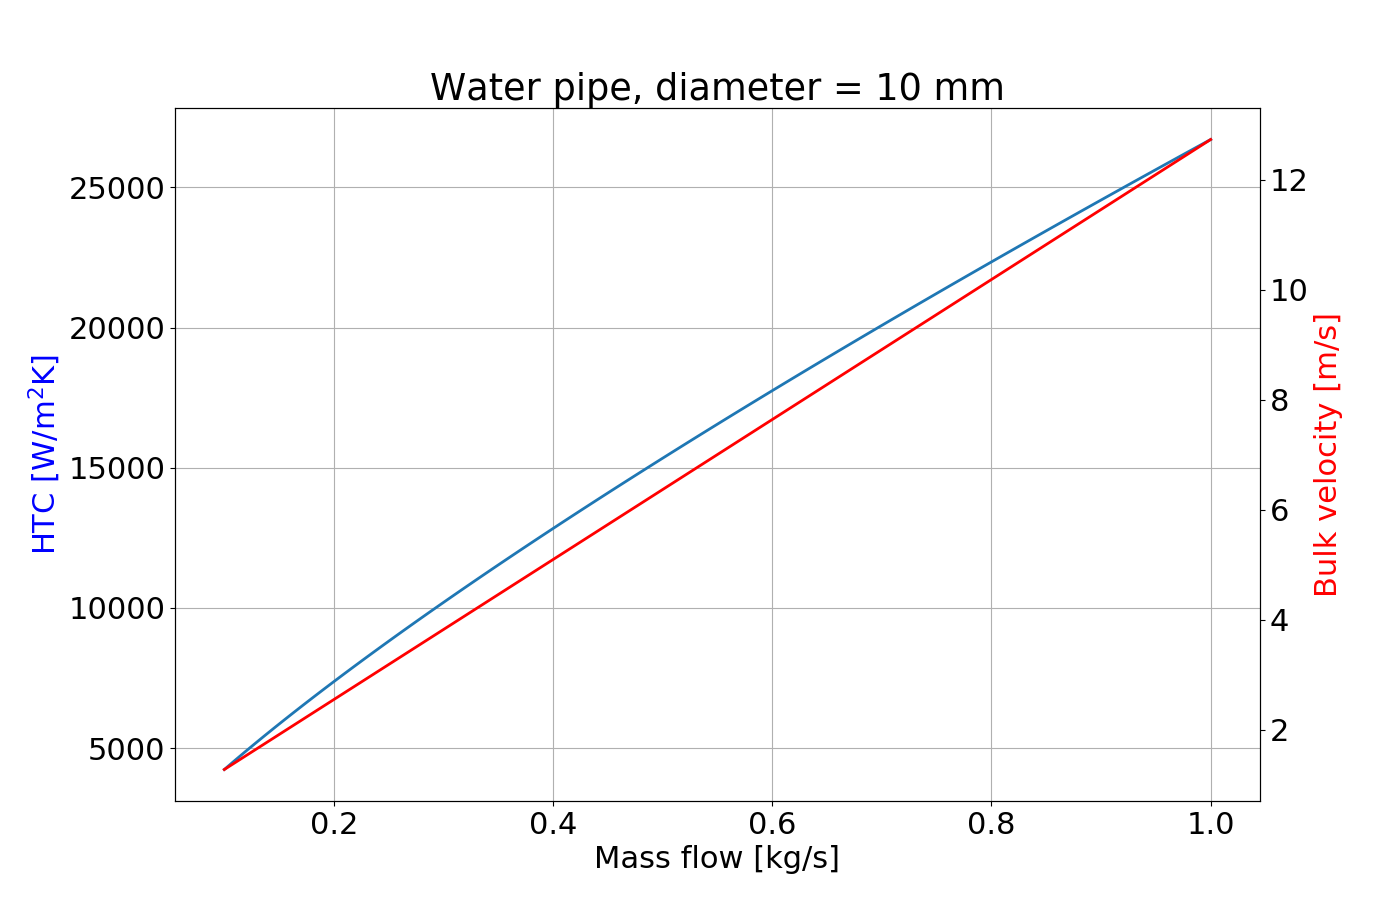 Water pipe, diameter = 10 mm
HTC [W/m²K]
25000
20000
15000
10000
5000
12
10
8
6
4
2
Bulk velocity [m/s]
0.2 0.4 0.6 0.8 1.0
Mass flow [kg/s]